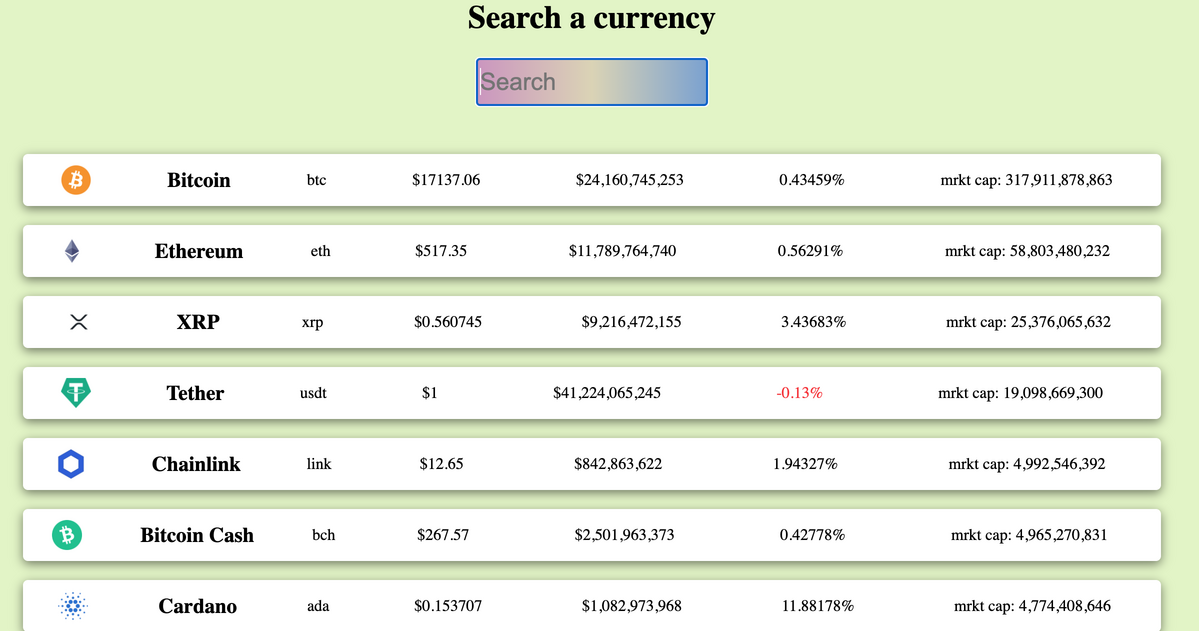 Search a currency
Search
Bitcoin btc $17137.06 $24,160,745,253 0.43459% mrkt cap: 317,911,878,863
Ethereum eth $517.35 $11,789,764,740 0.56291% mrkt cap: 58,803,480,232
XRP xrp $0.560745 $9,216,472,155 3.43683% mrkt cap: 25,376,065,632
Tether usdt $1 $41,224,065,245 -0.13% mrkt cap: 19,098,669,300
Chainlink link $12.65 $842,863,622 1.94327% mrkt cap: 4,992,546,392
Bitcoin Cash bch $267.57 $2,501,963,373 0.42778% mrkt cap: 4,965,270,831
Cardano ada $0.153707 $1,082,973,968 11.88178% mrkt cap: 4,774,408,646